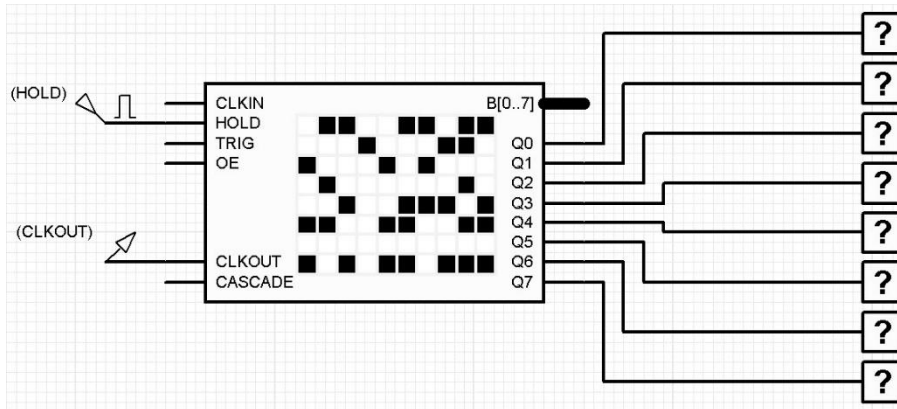 (HOLD)
CLKIN
HOLD
TRIG
OE
B[0..7]
Q0
Q1
Q2
Q3
Q4
Q5
Q6
Q7
(CLKOUT)
CLKOUT
CASCADE
?
?
?
?
?
?
?
?